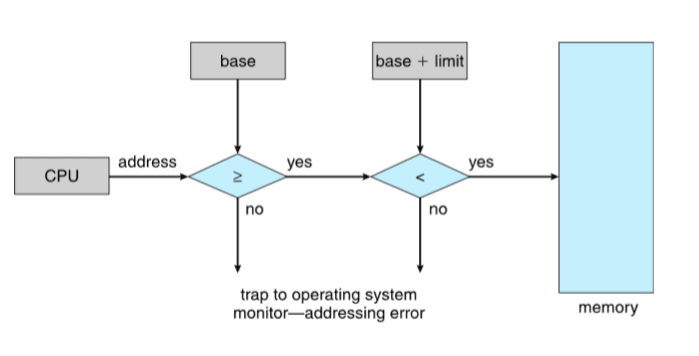 base
base + limit
CPU
address
≥
yes
<
yes
no
no
trap to operating system
monitor—addressing error
memory